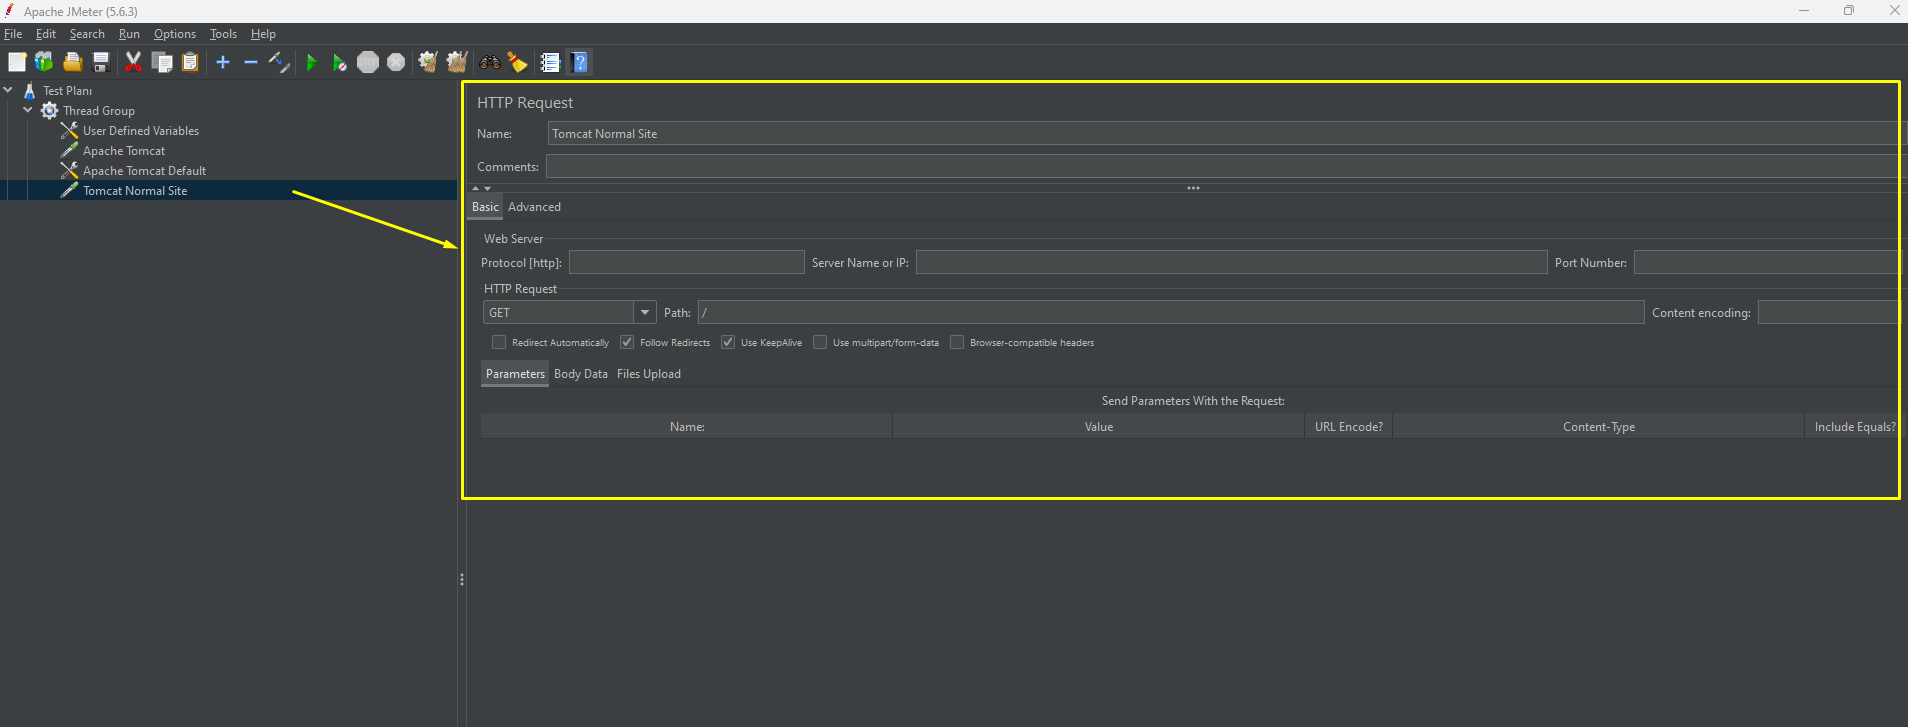 Apache JMeter (5.6.3)
File Edit Search Run Options Tools Help
STOP
Test Planı
Thread Group
User Defined Variables
Apache Tomcat
Apache Tomcat Default
Tomcat Normal Site
HTTP Request
Name: Tomcat Normal Site
Comments:
Basic Advanced
Web Server
Protocol [http]: Server Name or IP: Port Number:
HTTP Request
GET Path: / Content encoding:
Redirect Automatically Follow Redirects Use KeepAlive Use multipart/form-data Browser-compatible headers
Parameters Body Data Files Upload
Send Parameters With the Request:
Name: Value URL Encode? Content-Type Include Equals?